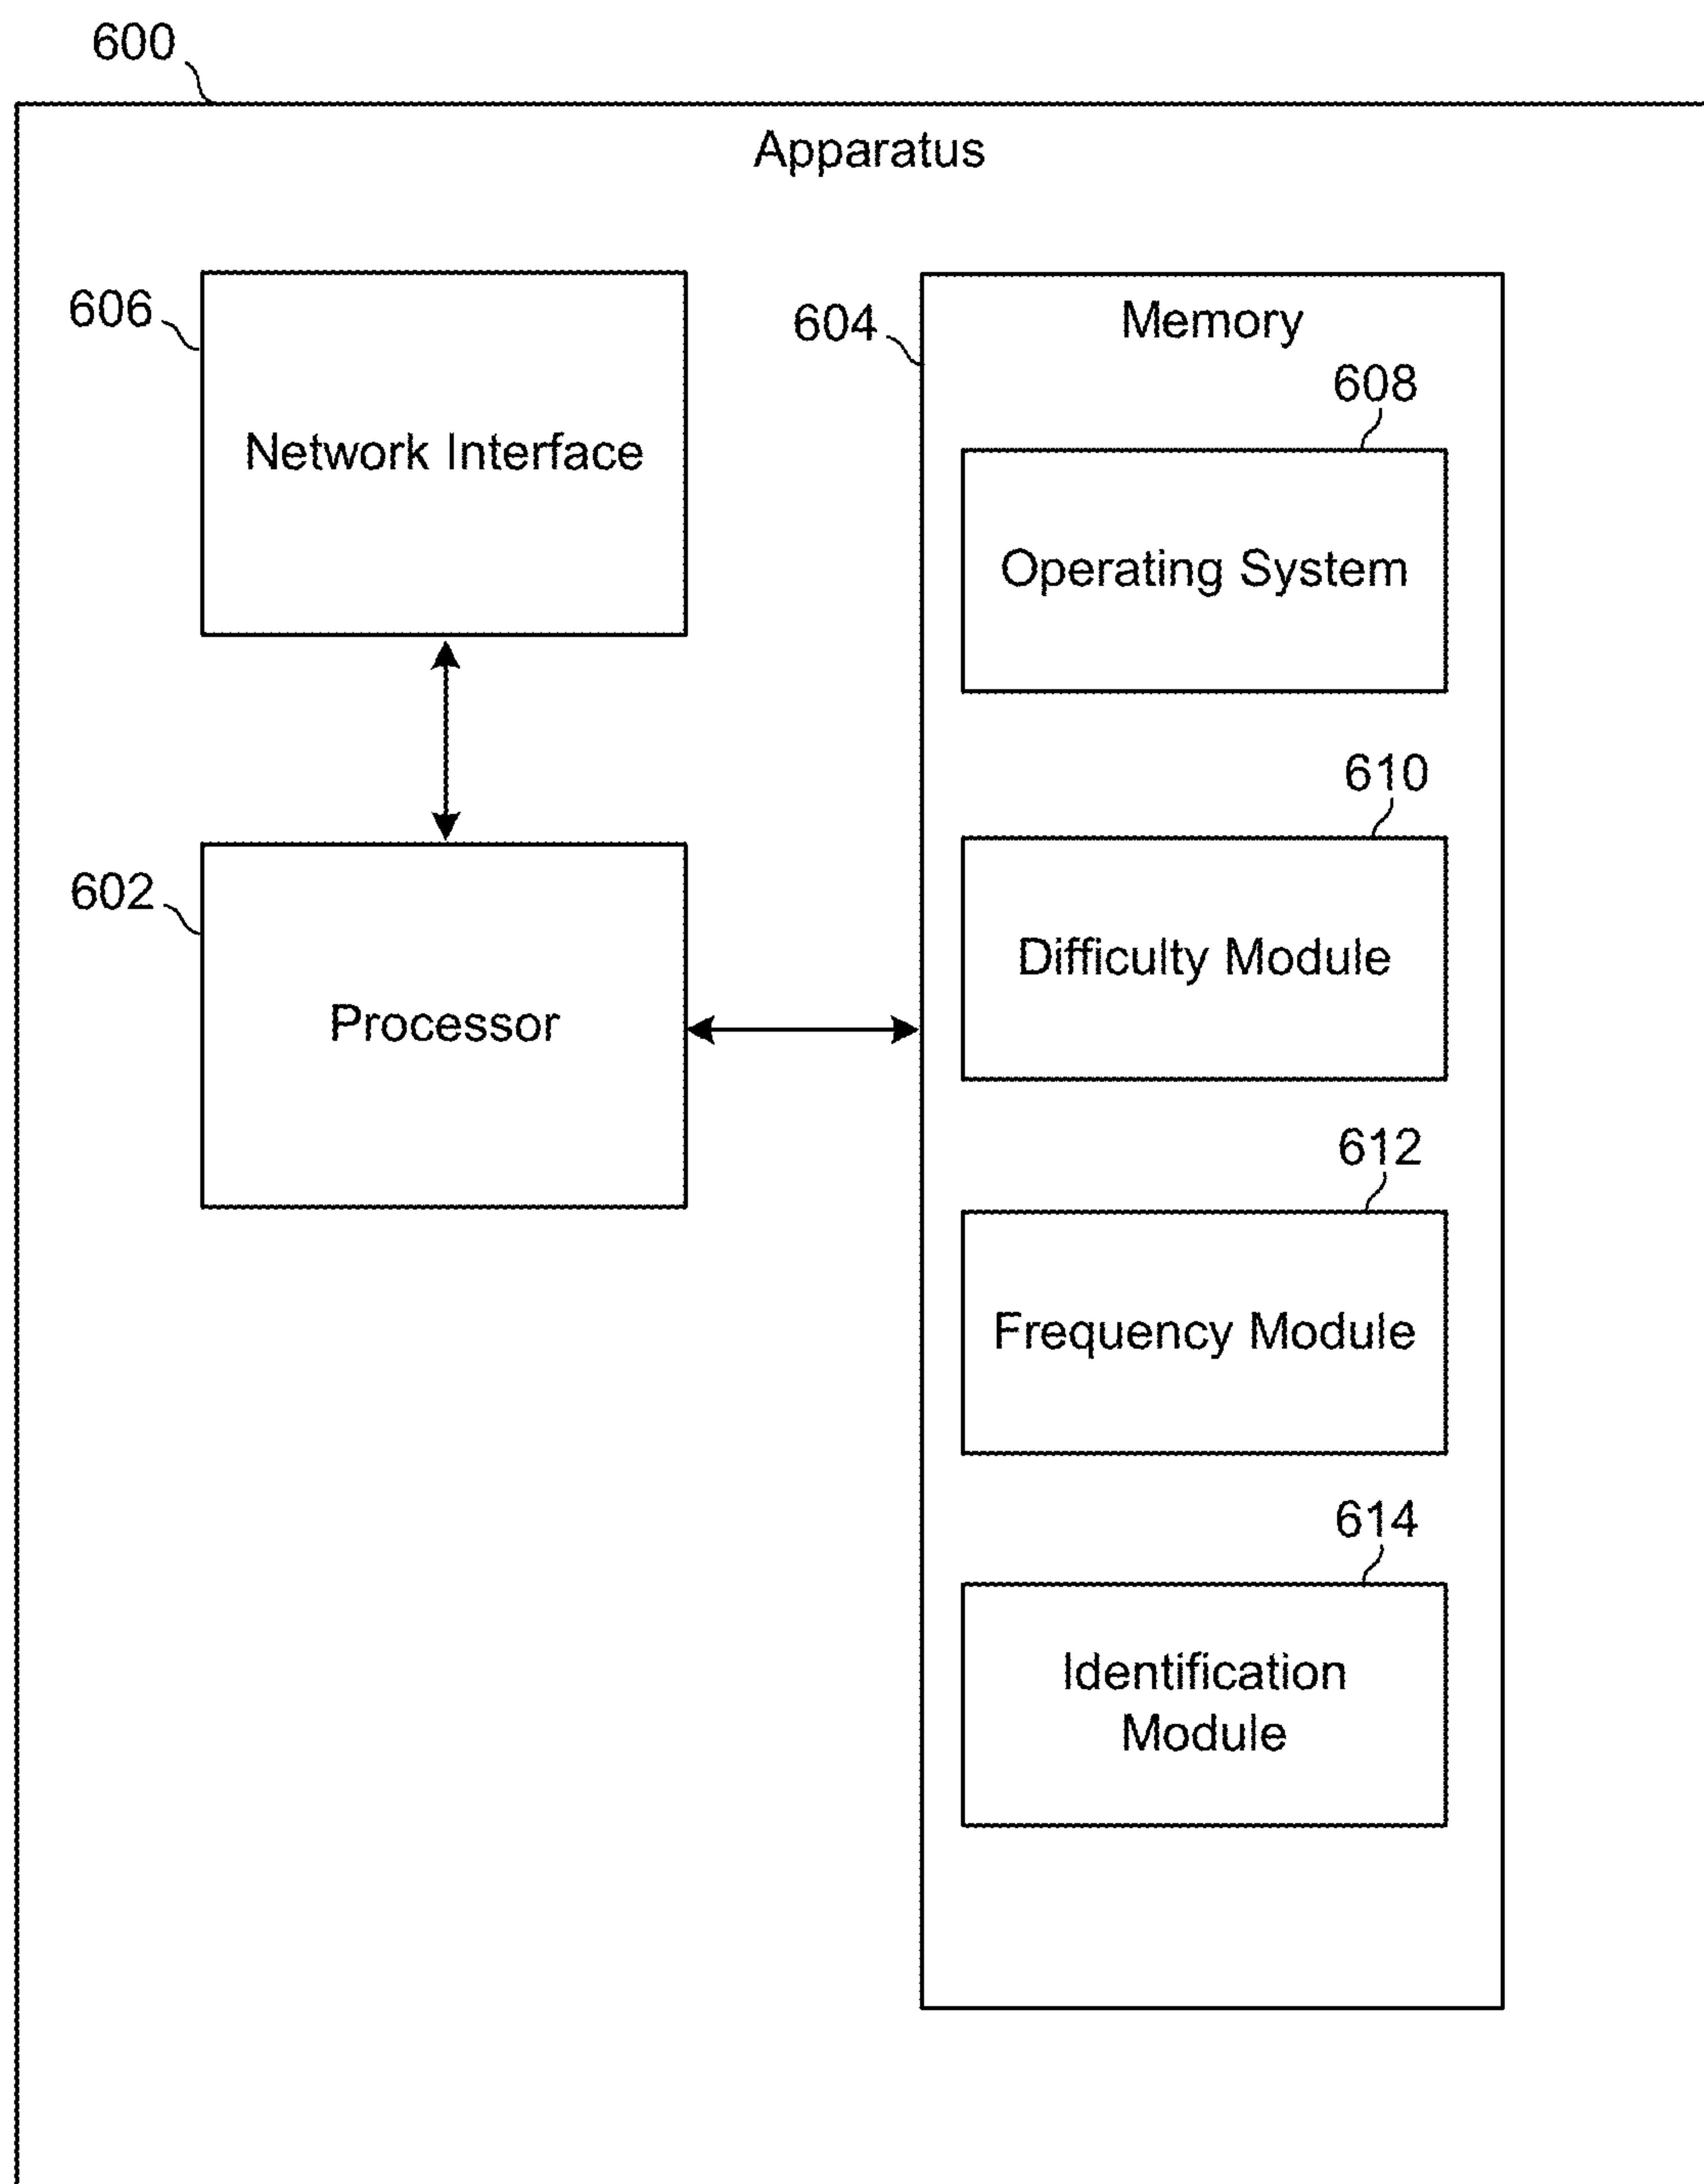 600
Apparatus
606
Network Interface
602
Processor
604
Memory
608
Operating System
610
Difficulty Module
612
Frequency Module
614
Identification
Module